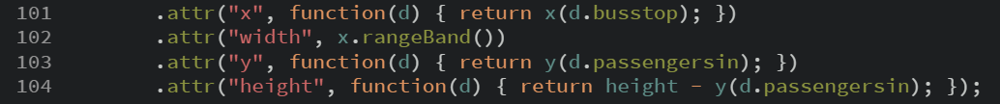 101 .attr("x", function(d) { return x(d.busstop); })
102 .attr("width", x.rangeBand())
103 .attr("y", function(d) { return y(d.passengersin); })
104 .attr("height", function(d) { return height - y(d.passengersin); });